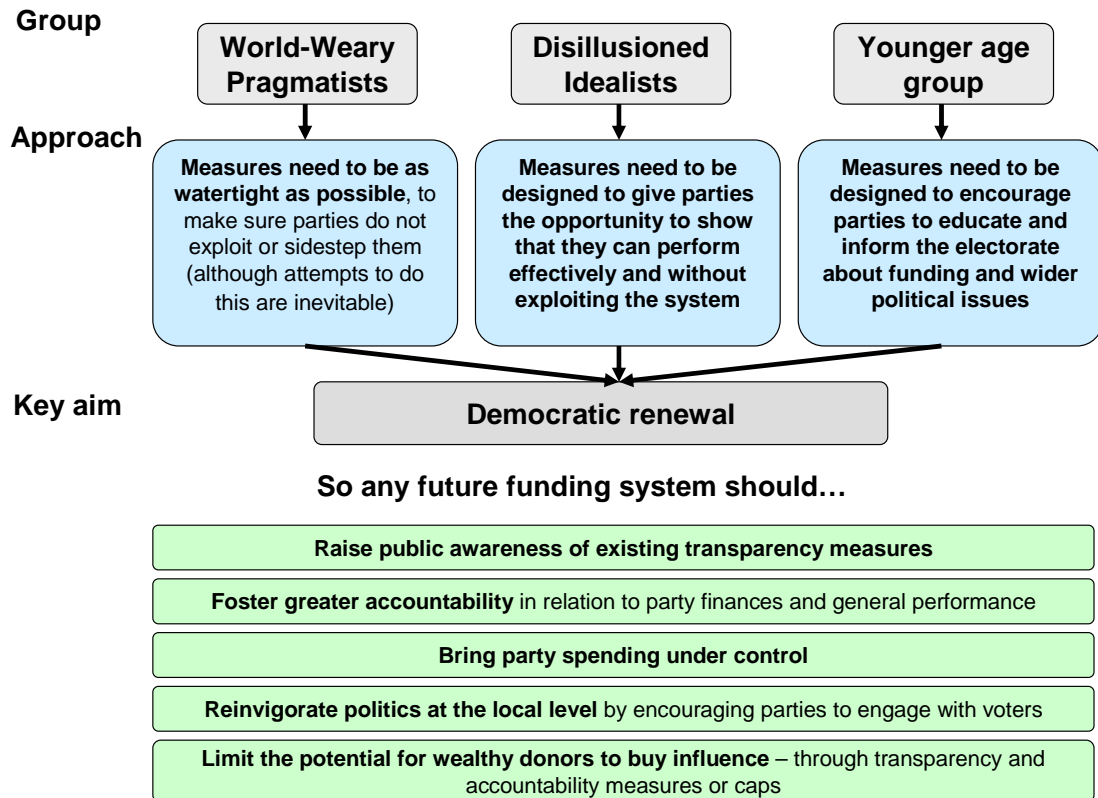 Group
World-Weary
Pragmatists
Disillusioned
Idealists
Younger age
group
Approach
Measures need to be as
watertight as possible, to
make sure parties do not
exploit or sidestep them
(although attempts to do
this are inevitable)
Measures need to be
designed to give parties
the opportunity to show
that they can perform
effectively and without
exploiting the system
Measures need to be
designed to encourage
parties to educate and
inform the electorate
about funding and wider
political issues
Key aim
Democratic renewal
So any future funding system should…
Raise public awareness of existing transparency measures
Foster greater accountability in relation to party finances and general performance
Bring party spending under control
Reinvigorate politics at the local level by encouraging parties to engage with voters
Limit the potential for wealthy donors to buy influence – through transparency and
accountability measures or caps